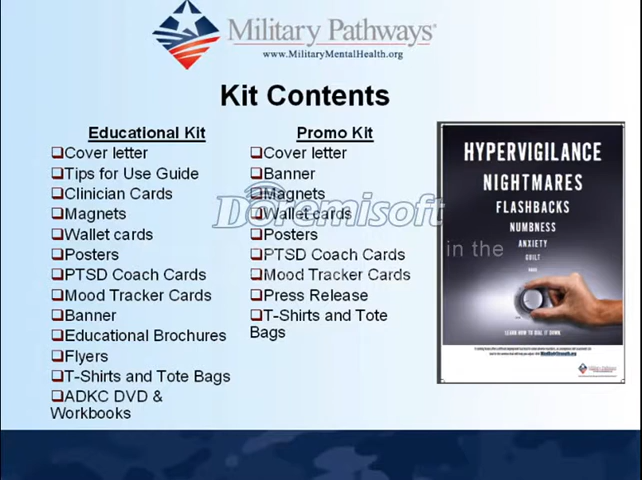 Military Pathways®
www.MilitaryMentalHealth.org
Kit Contents
Educational Kit
❑Cover letter
❑Tips for Use Guide
❑Clinician Cards
❑Magnets
❑Wallet cards
❑Posters
❑PTSD Coach Cards
❑Mood Tracker Cards
❑Banner
❑Educational Brochures
❑Flyers
❑T-Shirts and Tote Bags
❑ADKC DVD &
Workbooks
Promo Kit
❑Cover letter
❑Banner
❑Magnets
❑Wallet cards
❑Posters
❑PTSD Coach Cards
❑Mood Tracker Cards
❑Press Release
❑T-Shirts and Tote
Bags
Doremisoft
in the
HYPERVIGILANCE
NIGHTMARES
FLASHBACKS
NUMBNESS
ANXIETY
GUILT
LEARN HOW TO DIAL IT DOWN.
Military Pathways